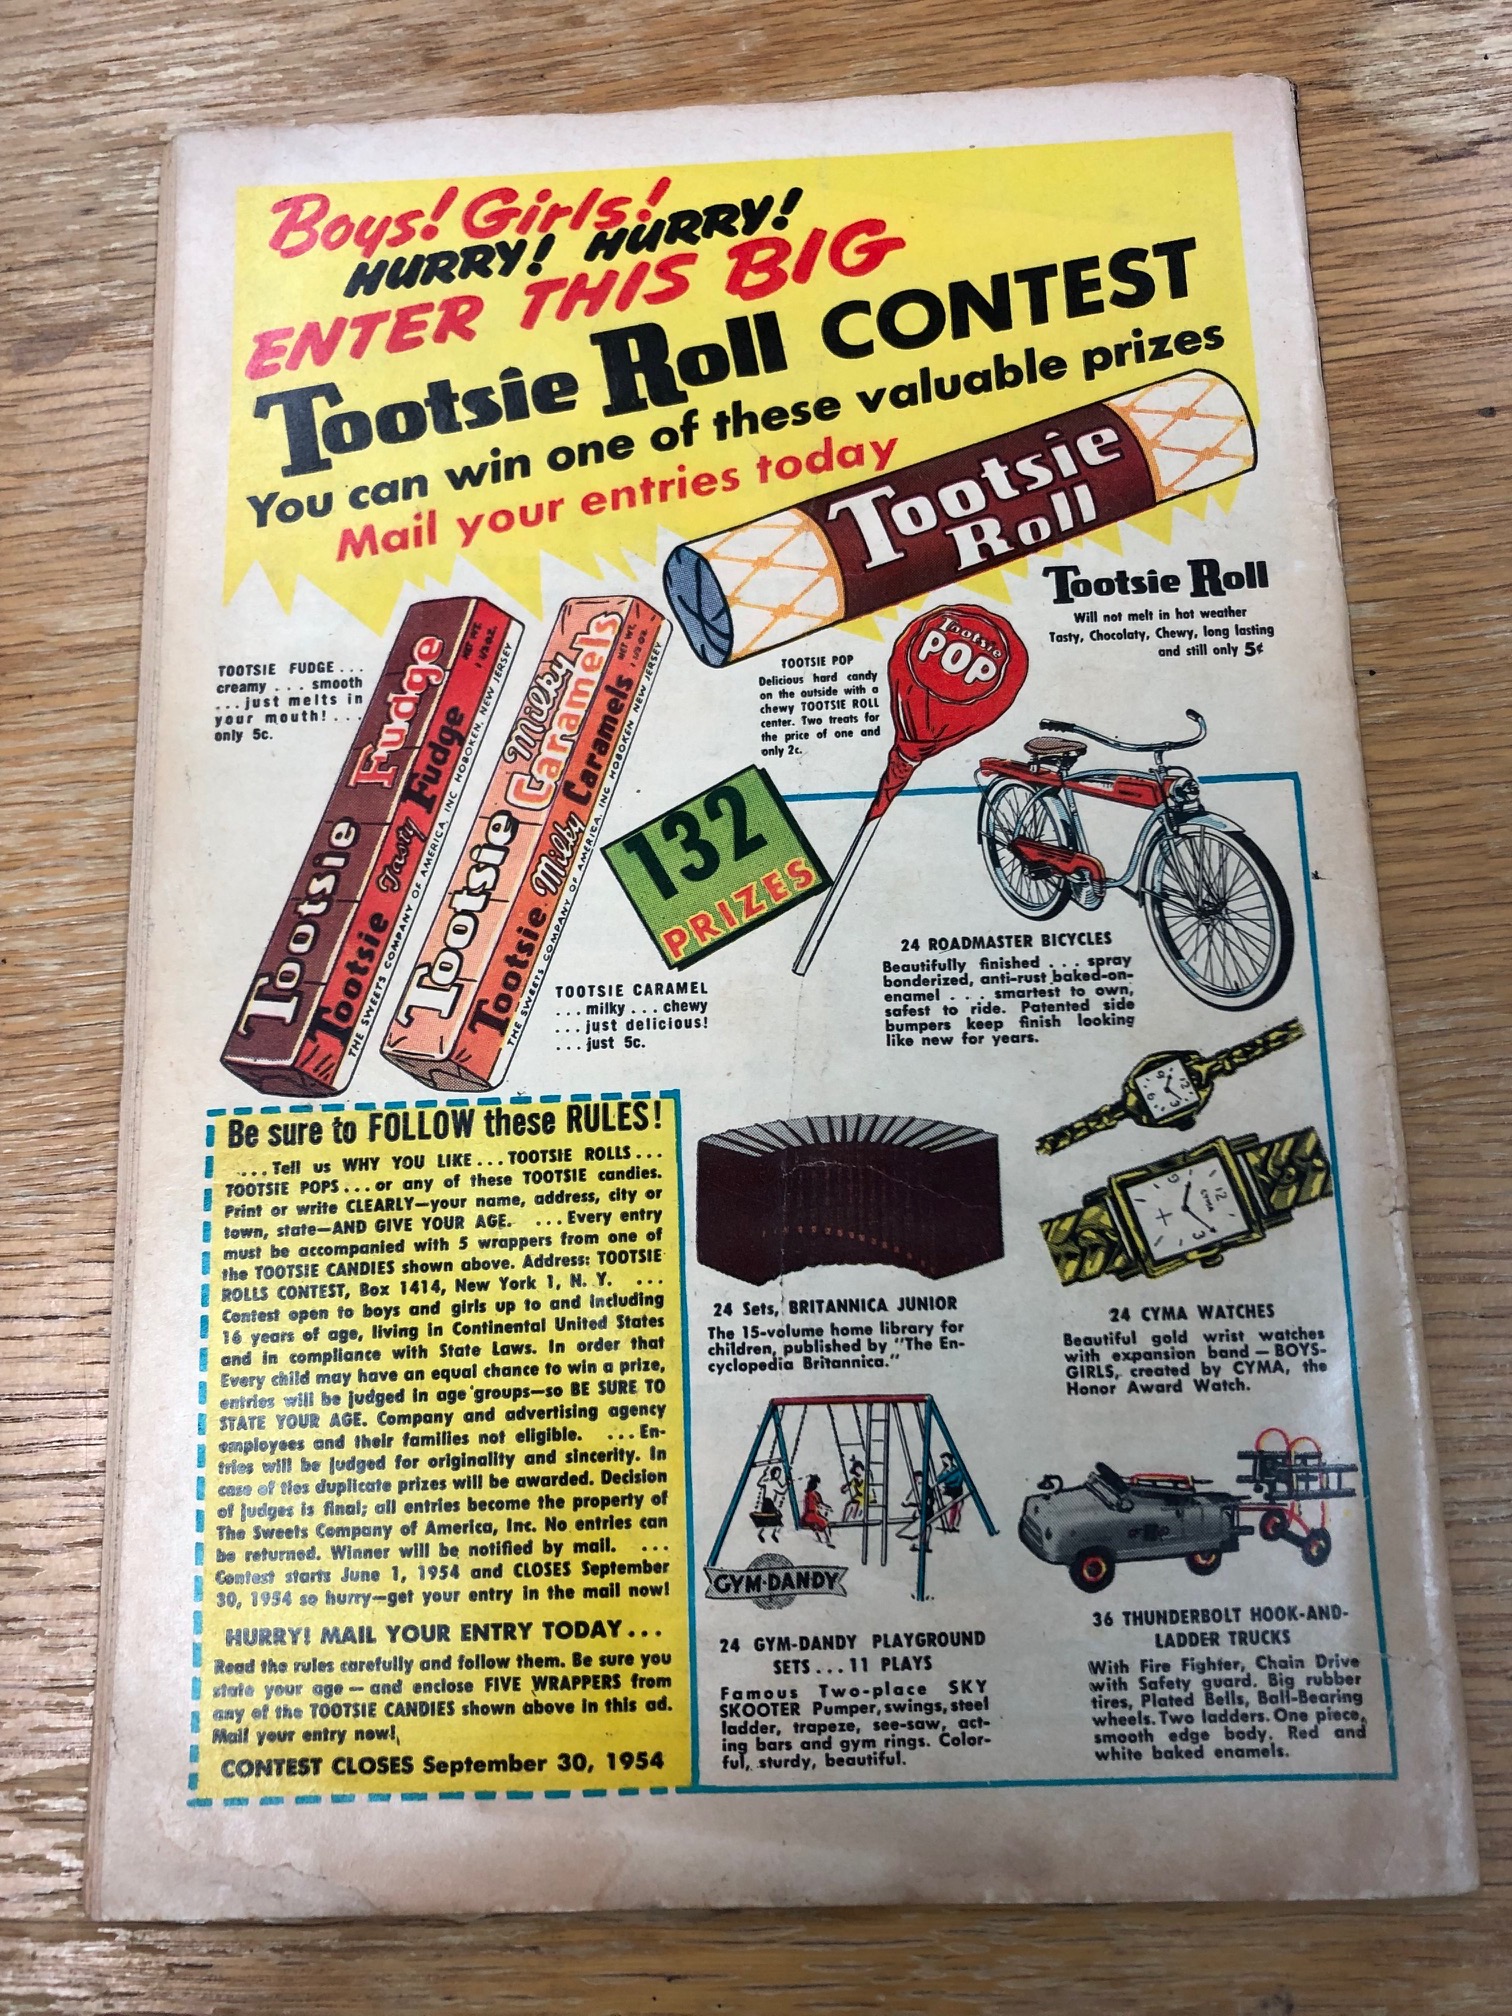 Boys! Girls!
HURRY! HURRY!
ENTER THIS BIG
Tootsie Roll CONTEST
You can win one of these valuable prizes
Mail your entries today
Tootsie
Roll
Tootsie Roll
Will not melt in hot weather
Tasty, Chocolaty, Chewy, long lasting
and still only 5¢
TOOTSIE FUDGE...
creamy ... smooth
...just melts in
your mouth! ...
only 5c.
Tootsie Fudge
NET WT.
1 1/2 OZ.
Tootsie Tasty Fudge
THE SWEETS COMPANY OF AMERICA, INC. HOBOKEN, NEW JERSEY
Tootsie Milky Caramels
NET WT.
1 1/2 OZ.
Tootsie Milky Caramels
THE SWEETS COMPANY OF AMERICA, INC HOBOKEN, NEW JERSEY
TOOTSIE POP
Delicious hard candy
on the outside with a
chewy TOOTSIE ROLL
center. Two treats for
the price of one and
only 2c.
Tootsie
POP
132
PRIZES
TOOTSIE CARAMEL
...milky...chewy
...just delicious!
...just 5c.
24 ROADMASTER BICYCLES
Beautifully finished ... spray
bonderized, anti-rust baked-on-
enamel ... smartest to own,
safest to ride. Patented side
bumpers keep finish looking
like new for years.
Be sure to FOLLOW these RULES!
...Tell us WHY YOU LIKE...TOOTSIE ROLLS...
TOOTSIE POPS...or any of these TOOTSIE candies.
Print or write CLEARLY—your name, address, city or
town, state—AND GIVE YOUR AGE. ...Every entry
must be accompanied with 5 wrappers from one of
the TOOTSIE CANDIES shown above. Address: TOOTSIE
ROLLS CONTEST, Box 1414, New York 1, N. Y. ...
Contest open to boys and girls up to and including
16 years of age, living in Continental United States
and in compliance with State Laws. In order that
Every child may have an equal chance to win a prize,
entries will be judged in age groups—so BE SURE TO
STATE YOUR AGE. Company and advertising agency
employees and their families not eligible. ...En-
tries will be judged for originality and sincerity. In
case of ties duplicate prizes will be awarded. Decision
of judges is final; all entries become the property of
The Sweets Company of America, Inc. No entries can
be returned. Winner will be notified by mail. ...
Contest starts June 1, 1954 and CLOSES September
30, 1954 so hurry—get your entry in the mail now!
HURRY! MAIL YOUR ENTRY TODAY...
Read the rules carefully and follow them. Be sure you
state your age — and enclose FIVE WRAPPERS from
any of the TOOTSIE CANDIES shown above in this ad.
Mail your entry now!
CONTEST CLOSES September 30, 1954
24 Sets, BRITANNICA JUNIOR
The 15-volume home library for
children, published by "The En-
cyclopedia Britannica."
12
CYMA
24 CYMA WATCHES
Beautiful gold wrist watches
with expansion band — BOYS-
GIRLS, created by CYMA, the
Honor Award Watch.
GYM-DANDY
24 GYM-DANDY PLAYGROUND
SETS...11 PLAYS
Famous Two-place SKY
SKOOTER Pumper, swings, steel
ladder, trapeze, see-saw, act-
ing bars and gym rings. Color-
ful, sturdy, beautiful.
36 THUNDERBOLT HOOK-AND-
LADDER TRUCKS
With Fire Fighter, Chain Drive
with Safety guard. Big rubber
tires, Plated Bells, Ball-Bearing
wheels. Two ladders. One piece,
smooth edge body. Red and
white baked enamels.